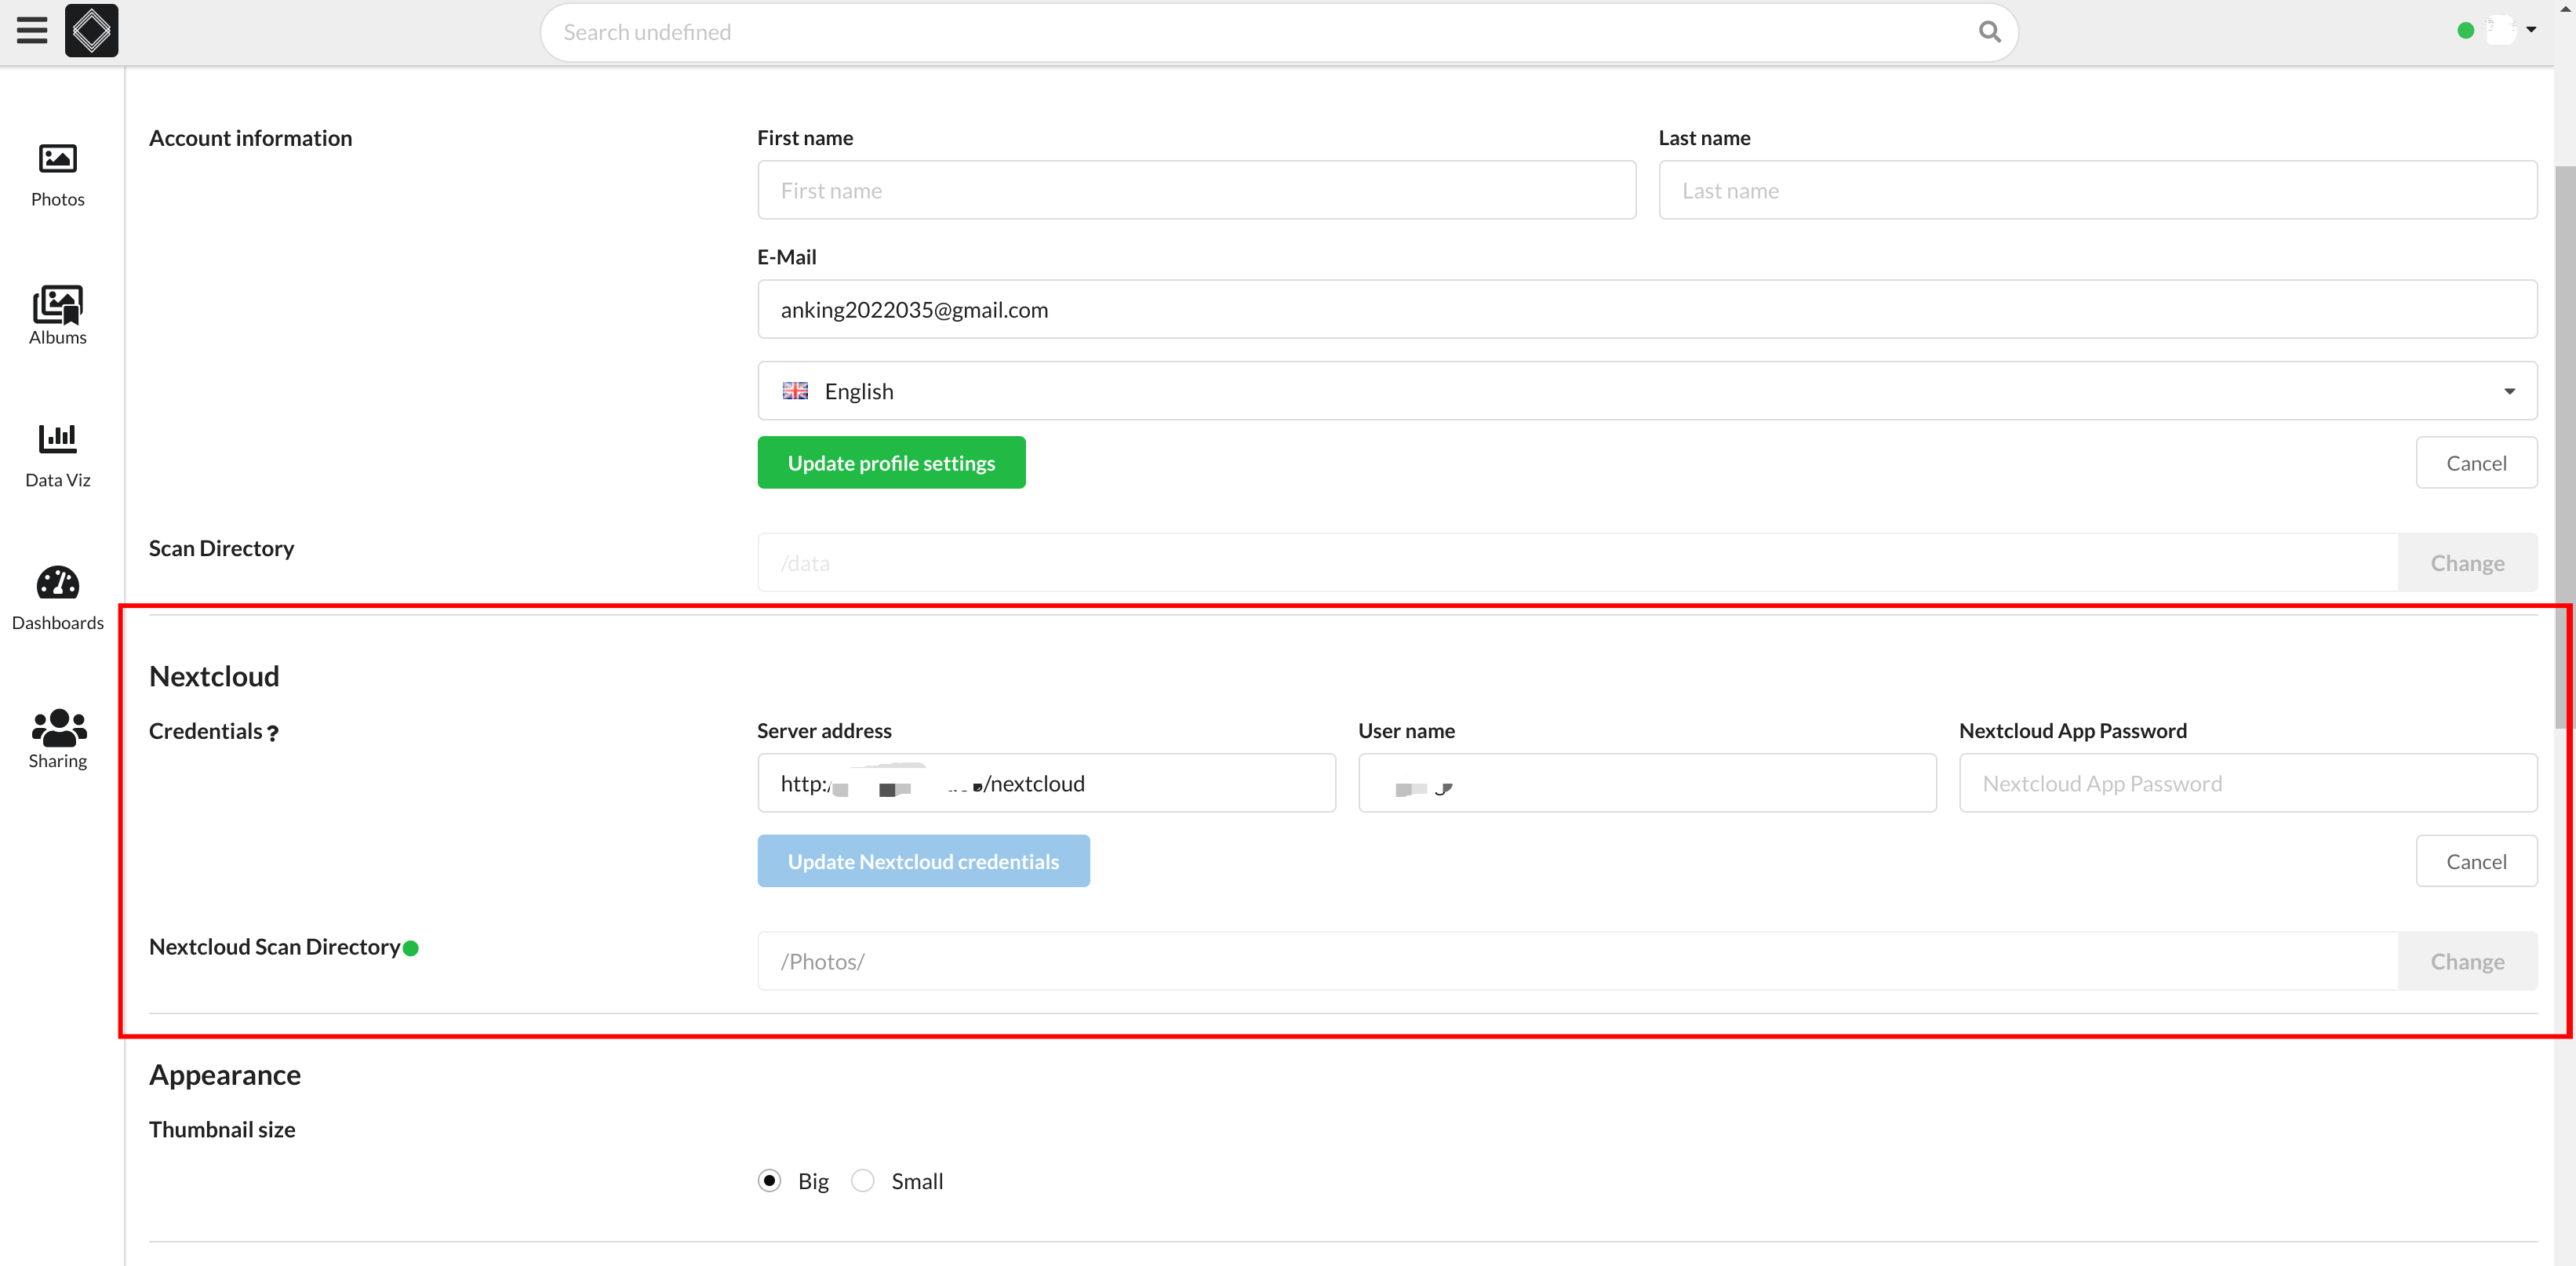 Search undefined
Photos
Albums
Data Viz
Dashboards
Sharing
Account information
First name
Last name
First name
Last name
E-Mail
anking2022035@gmail.com
English
Update profile settings
Cancel
Scan Directory
/data
Change
Nextcloud
Credentials ?
Server address
User name
Nextcloud App Password
http:/
/nextcloud
Nextcloud App Password
Update Nextcloud credentials
Cancel
Nextcloud Scan Directory
/Photos/
Change
Appearance
Thumbnail size
Big
Small